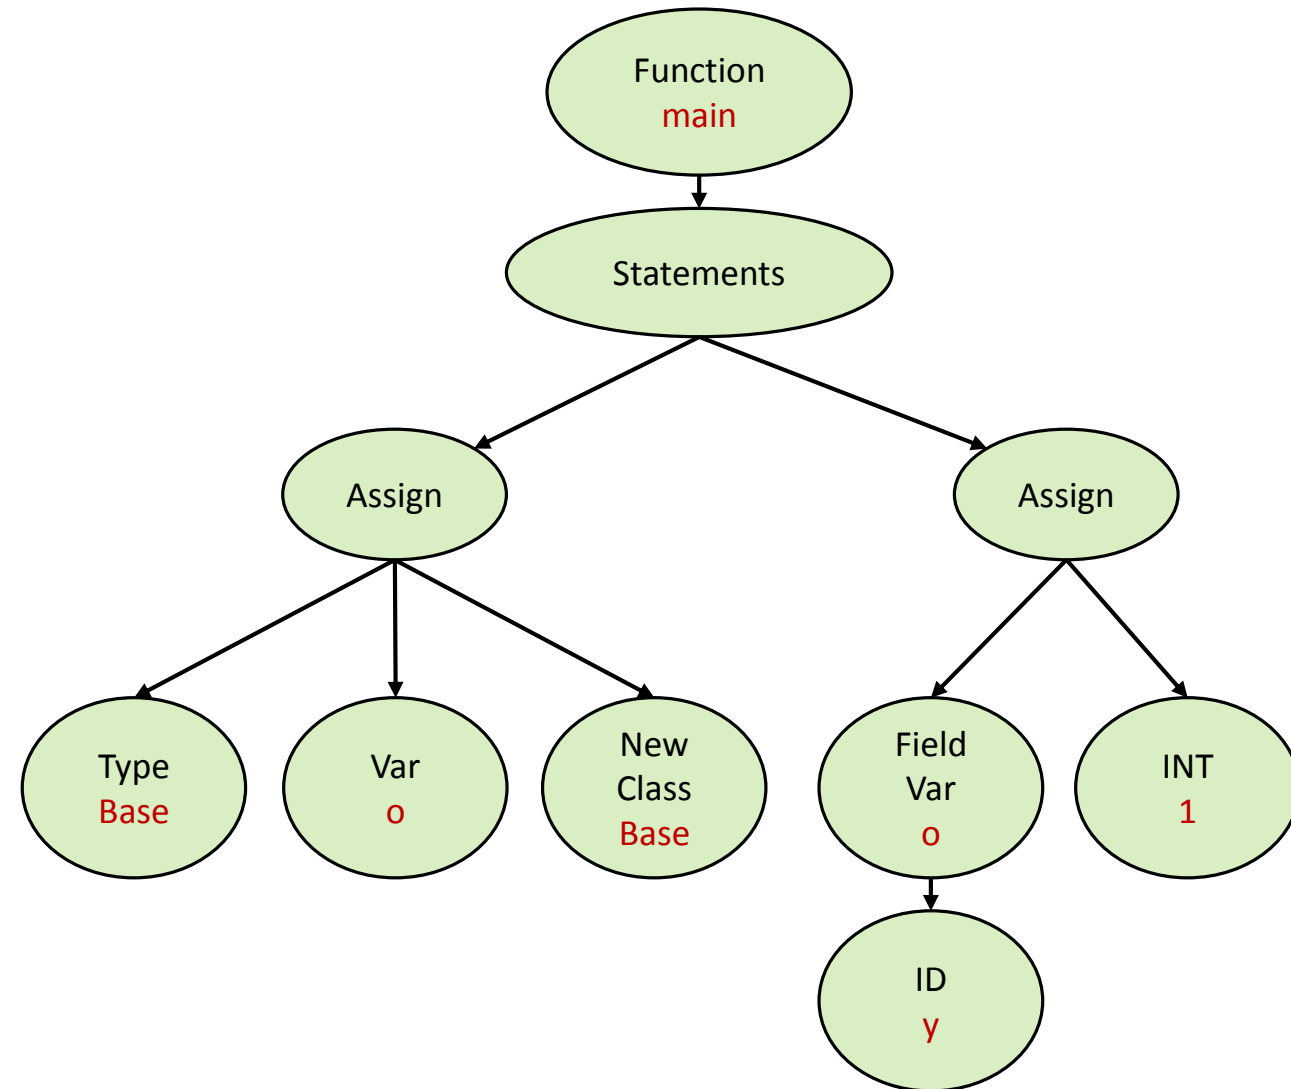 Function
main
Statements
Assign
Assign
Type
Base
Var
o
New
Class
Base
Field
Var
o
INT
1
ID
y